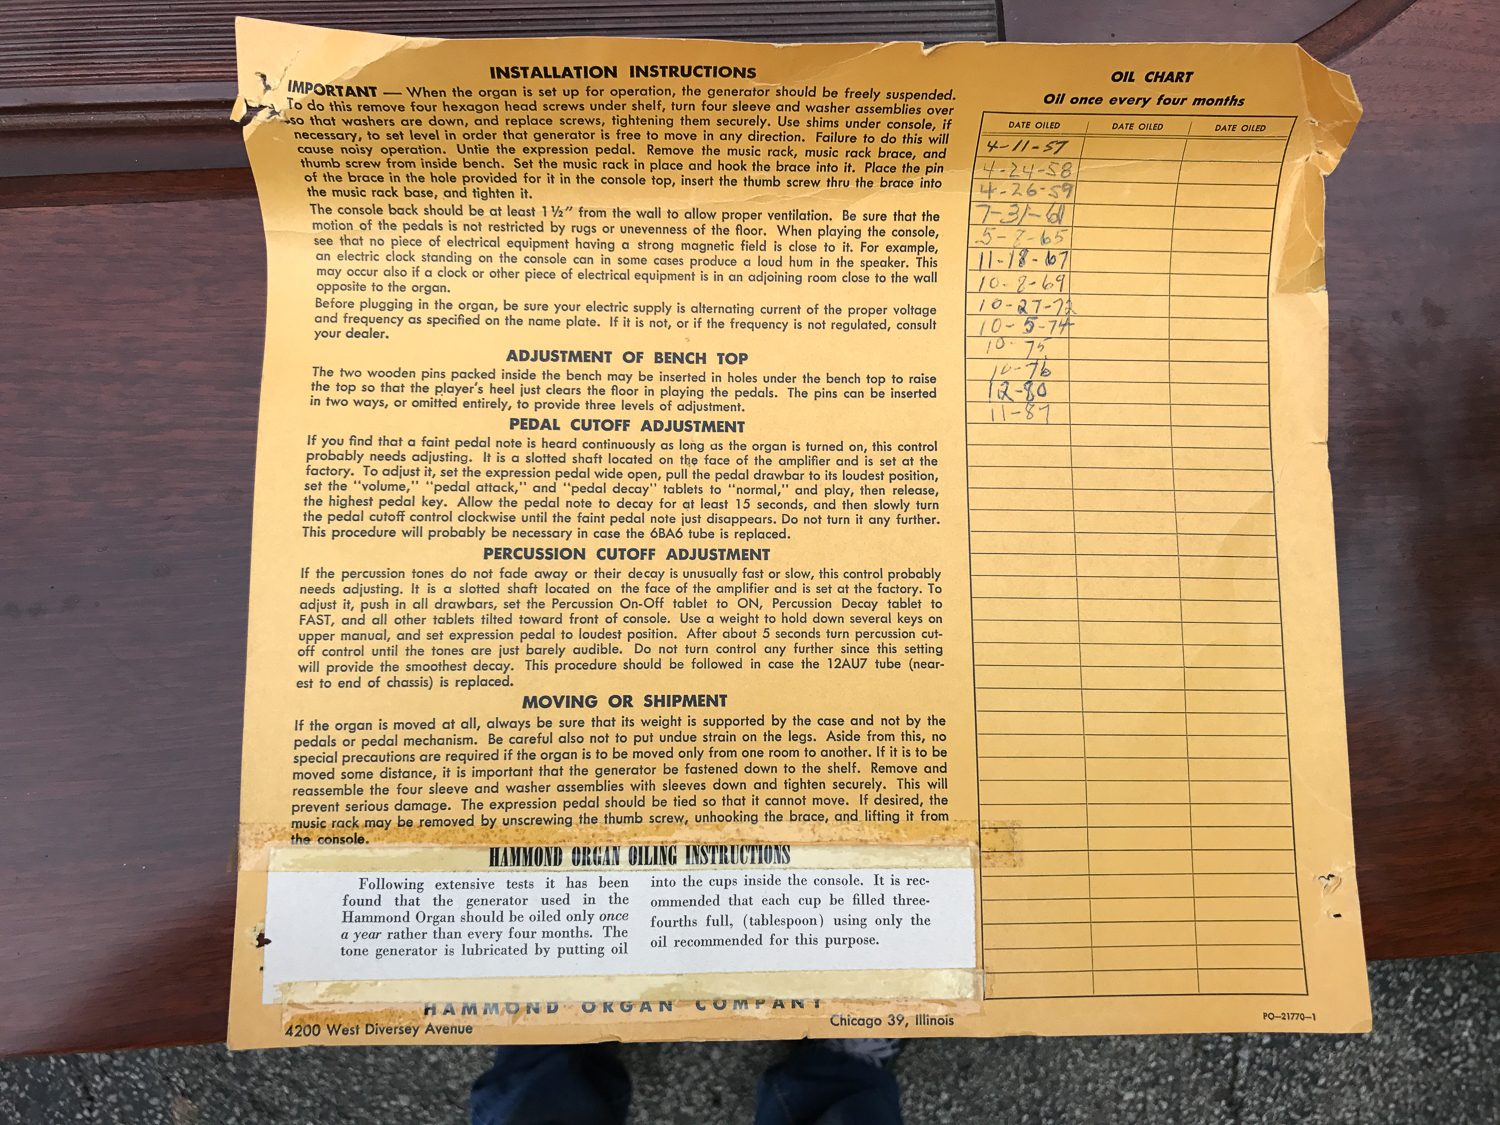 INSTALLATION INSTRUCTIONS
IMPORTANT — When the organ is set up for operation, the generator should be freely suspended.
To do this remove four hexagon head screws under shelf, turn four sleeve and washer assemblies over
so that washers are down, and replace screws, tightening them securely. Use shims under console, if
necessary, to set level in order that generator is free to move in any direction. Failure to do this will
cause noisy operation. Untie the expression pedal. Remove the music rack, music rack brace, and
thumb screw from inside bench. Set the music rack in place and hook the brace into it. Place the pin
of the brace in the hole provided for it in the console top, insert the thumb screw thru the brace into
the music rack base, and tighten it.
The console back should be at least 1½" from the wall to allow proper ventilation. Be sure that the
motion of the pedals is not restricted by rugs or unevenness of the floor. When playing the console,
see that no piece of electrical equipment having a strong magnetic field is close to it. For example,
an electric clock standing on the console can in some cases produce a loud hum in the speaker. This
may occur also if a clock or other piece of electrical equipment is in an adjoining room close to the wall
opposite to the organ.
Before plugging in the organ, be sure your electric supply is alternating current of the proper voltage
and frequency as specified on the name plate. If it is not, or if the frequency is not regulated, consult
your dealer.
ADJUSTMENT OF BENCH TOP
The two wooden pins packed inside the bench may be inserted in holes under the bench top to raise
the top so that the player's heel just clears the floor in playing the pedals. The pins can be inserted
in two ways, or omitted entirely, to provide three levels of adjustment.
PEDAL CUTOFF ADJUSTMENT
If you find that a faint pedal note is heard continuously as long as the organ is turned on, this control
probably needs adjusting. It is a slotted shaft located on the face of the amplifier and is set at the
factory. To adjust it, set the expression pedal wide open, pull the pedal drawbar to its loudest position,
set the "volume," "pedal attack," and "pedal decay" tablets to "normal," and play, then release,
the highest pedal key. Allow the pedal note to decay for at least 15 seconds, and then slowly turn
the pedal cutoff control clockwise until the faint pedal note just disappears. Do not turn it any further.
This procedure will probably be necessary in case the 6BA6 tube is replaced.
PERCUSSION CUTOFF ADJUSTMENT
If the percussion tones do not fade away or their decay is unusually fast or slow, this control probably
needs adjusting. It is a slotted shaft located on the face of the amplifier and is set at the factory. To
adjust it, push in all drawbars, set the Percussion On-Off tablet to ON, Percussion Decay tablet to
FAST, and all other tablets tilted toward front of console. Use a weight to hold down several keys on
upper manual, and set expression pedal to loudest position. After about 5 seconds turn percussion cut-
off control until the tones are just barely audible. Do not turn control any further since this setting
will provide the smoothest decay. This procedure should be followed in case the 12AU7 tube (near-
est to end of chassis) is replaced.
MOVING OR SHIPMENT
If the organ is moved at all, always be sure that its weight is supported by the case and not by the
pedals or pedal mechanism. Be careful also not to put undue strain on the legs. Aside from this, no
special precautions are required if the organ is to be moved only from one room to another. If it is to be
moved some distance, it is important that the generator be fastened down to the shelf. Remove and
reassemble the four sleeve and washer assemblies with sleeves down and tighten securely. This will
prevent serious damage. The expression pedal should be tied so that it cannot move. If desired, the
music rack may be removed by unscrewing the thumb screw, unhooking the brace, and lifting it from
the console.
HAMMOND ORGAN OILING INSTRUCTIONS
Following extensive tests it has been
found that the generator used in the
Hammond Organ should be oiled only once
a year rather than every four months. The
tone generator is lubricated by putting oil
into the cups inside the console. It is rec-
ommended that each cup be filled three-
fourths full, (tablespoon) using only the
oil recommended for this purpose.
HAMMOND ORGAN COMPANY
4200 West Diversey Avenue
Chicago 39, Illinois
OIL CHART
Oil once every four months
DATE OILED DATE OILED DATE OILED
4-11-57
4-24-58
4-26-59
7-31-61
5-2-65
11-18-67
10-2-69
10-27-72
10-5-74
10-75
10-76
12-80
11-87
PO—21770—1